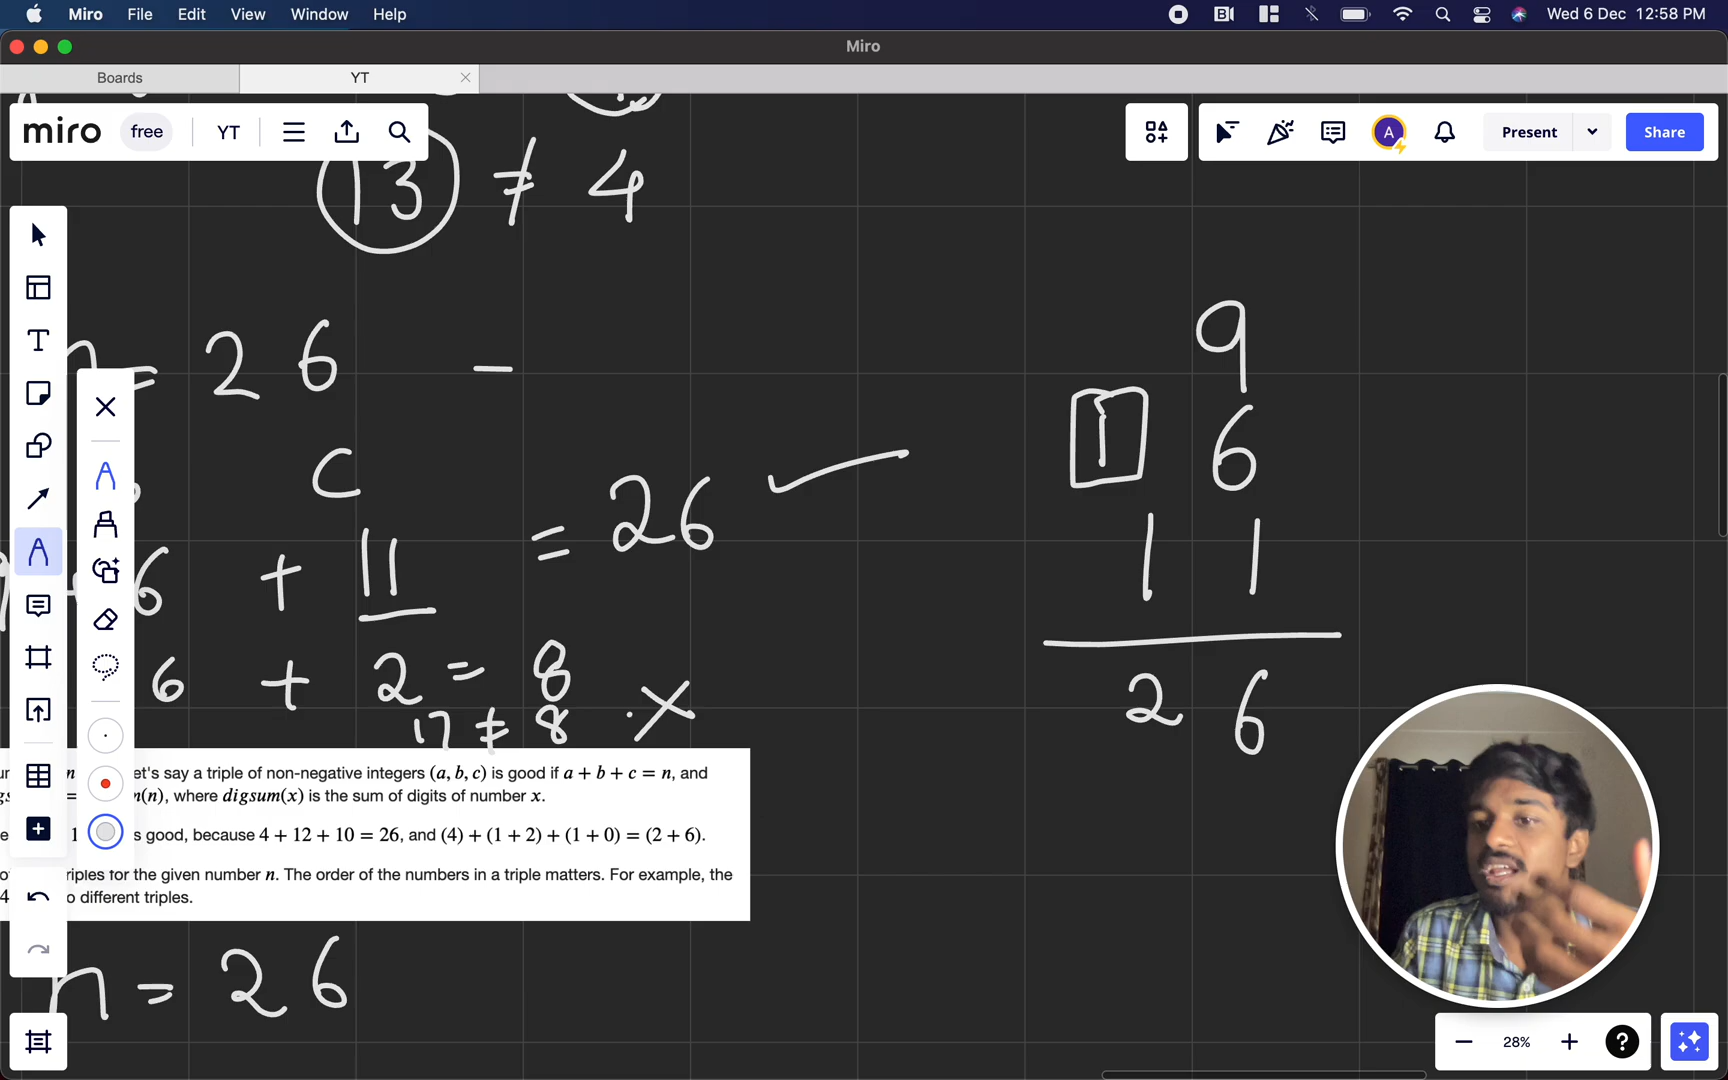 Miro File Edit View Window Help Wed 6 Dec 12:58 PM
Miro
Boards YT
miro free YT Present Share
13 ≠ 4
n = 26 -
c
6 + 11 = 26
6 + 2 = 8
17 ≠ 8 X
9
1 6
1 1
2 6
et's say a triple of non-negative integers (a, b, c) is good if a + b + c = n, and
(n), where digsum(x) is the sum of digits of number x.
s good, because 4 + 12 + 10 = 26, and (4) + (1 + 2) + (1 + 0) = (2 + 6).
riples for the given number n. The order of the numbers in a triple matters. For example, the
o different triples.
n = 26
28%